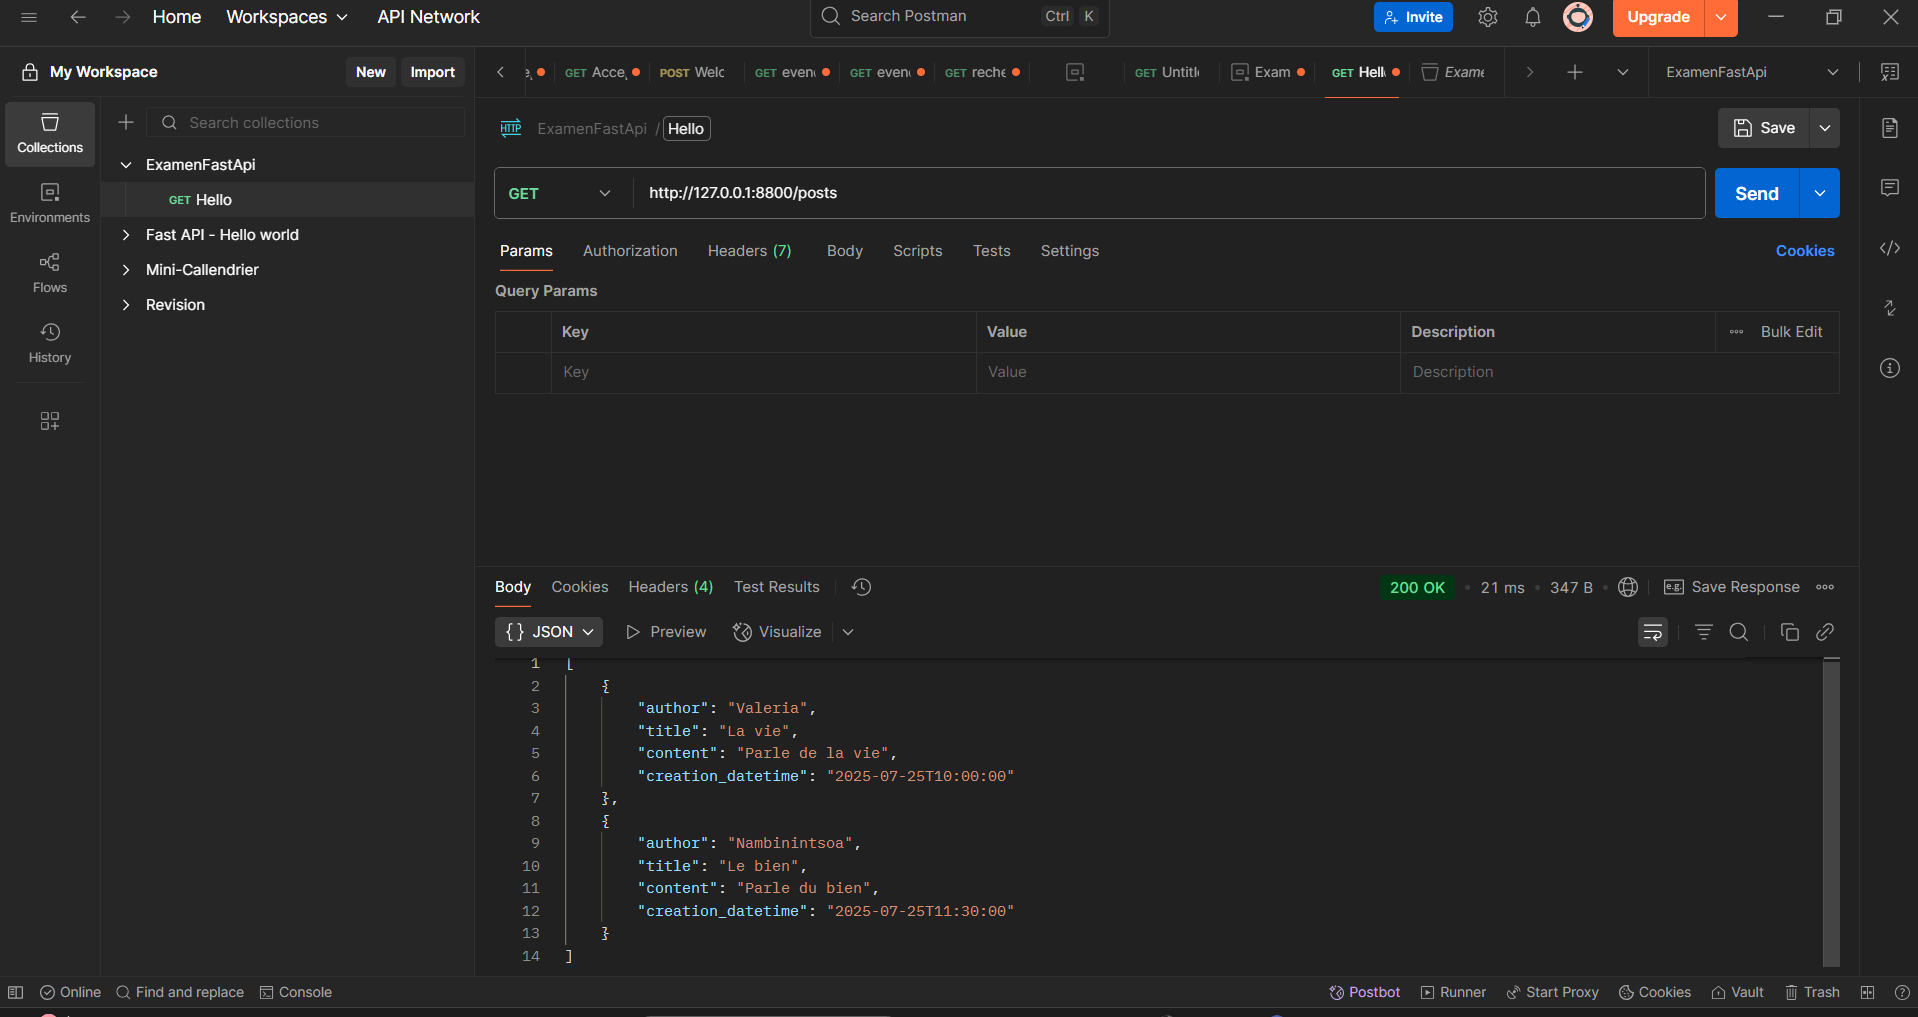 Home Workspaces API Network Search Postman Ctrl K Invite Upgrade
My Workspace New Import GET Acce POST Welc GET even GET even GET reche GET Untitl Exam GET Hell Exame ExamenFastApi
Collections
Environments
Flows
History
Search collections
ExamenFastApi
GET Hello
Fast API - Hello world
Mini-Callendrier
Revision
HTTP ExamenFastApi / Hello Save
GET http://127.0.0.1:8800/posts Send
Params Authorization Headers (7) Body Scripts Tests Settings Cookies
Query Params
Key Value Description Bulk Edit
Key Value Description
Body Cookies Headers (4) Test Results 200 OK • 21 ms • 347 B • e.g. Save Response
{} JSON Preview Visualize
1 [
2 {
3 "author": "Valeria",
4 "title": "La vie",
5 "content": "Parle de la vie",
6 "creation_datetime": "2025-07-25T10:00:00"
7 },
8 {
9 "author": "Nambinintsoa",
10 "title": "Le bien",
11 "content": "Parle du bien",
12 "creation_datetime": "2025-07-25T11:30:00"
13 }
14 ]
Online Find and replace Console Postbot Runner Start Proxy Cookies Vault Trash